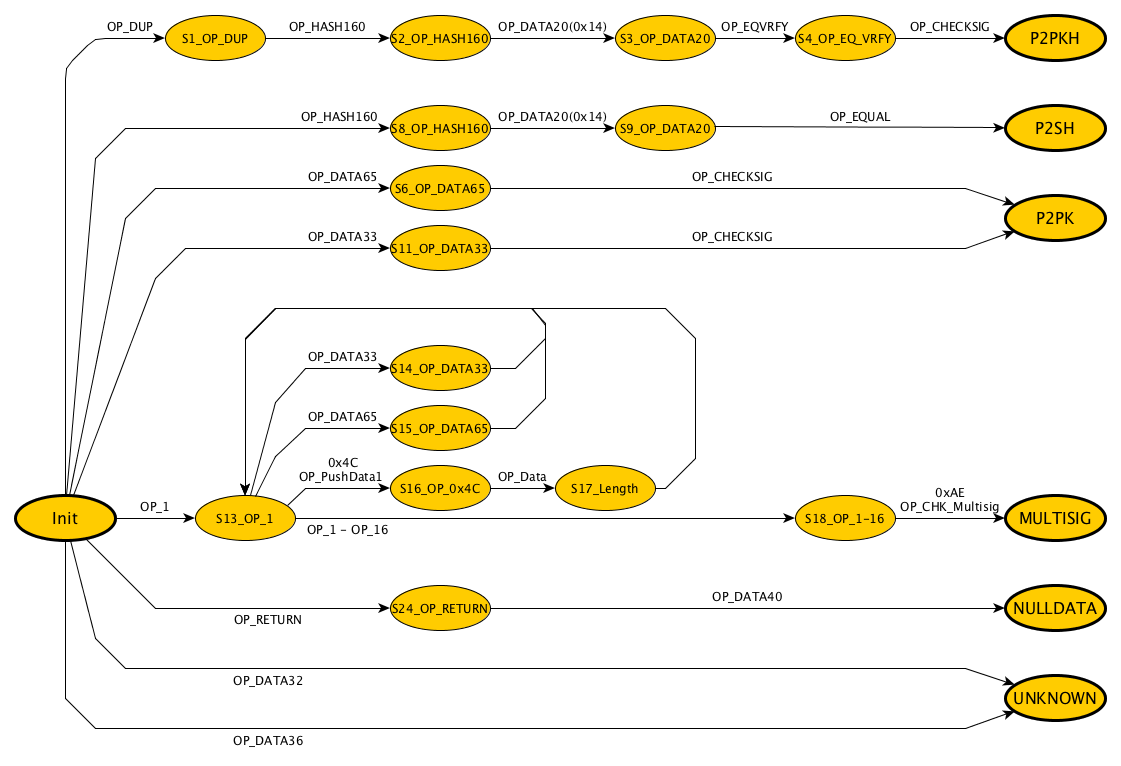 OP_DUP
S1_OP_DUP
OP_HASH160
S2_OP_HASH160
OP_DATA20(0x14)
S3_OP_DATA20
OP_EQVRFY
S4_OP_EQ_VRFY
OP_CHECKSIG
P2PKH
OP_HASH160
S8_OP_HASH160
OP_DATA20(0x14)
S9_OP_DATA20
OP_EQUAL
P2SH
OP_DATA65
S6_OP_DATA65
OP_CHECKSIG
P2PK
OP_DATA33
S11_OP_DATA33
OP_CHECKSIG
OP_DATA33
S14_OP_DATA33
OP_DATA65
S15_OP_DATA65
0x4C
OP_PushData1
S16_OP_0x4C
OP_Data
S17_Length
Init
OP_1
S13_OP_1
OP_1 - OP_16
S18_OP_1-16
0xAE
OP_CHK_Multisig
MULTISIG
OP_RETURN
S24_OP_RETURN
OP_DATA40
NULLDATA
OP_DATA32
UNKNOWN
OP_DATA36